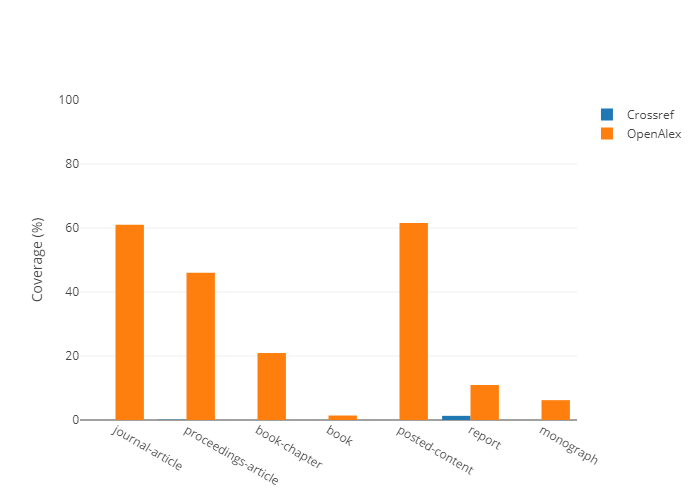 100
80
60
40
20
0
Coverage (%)
journal-article
proceedings-article
book-chapter
book
posted-content
report
monograph
Crossref
OpenAlex